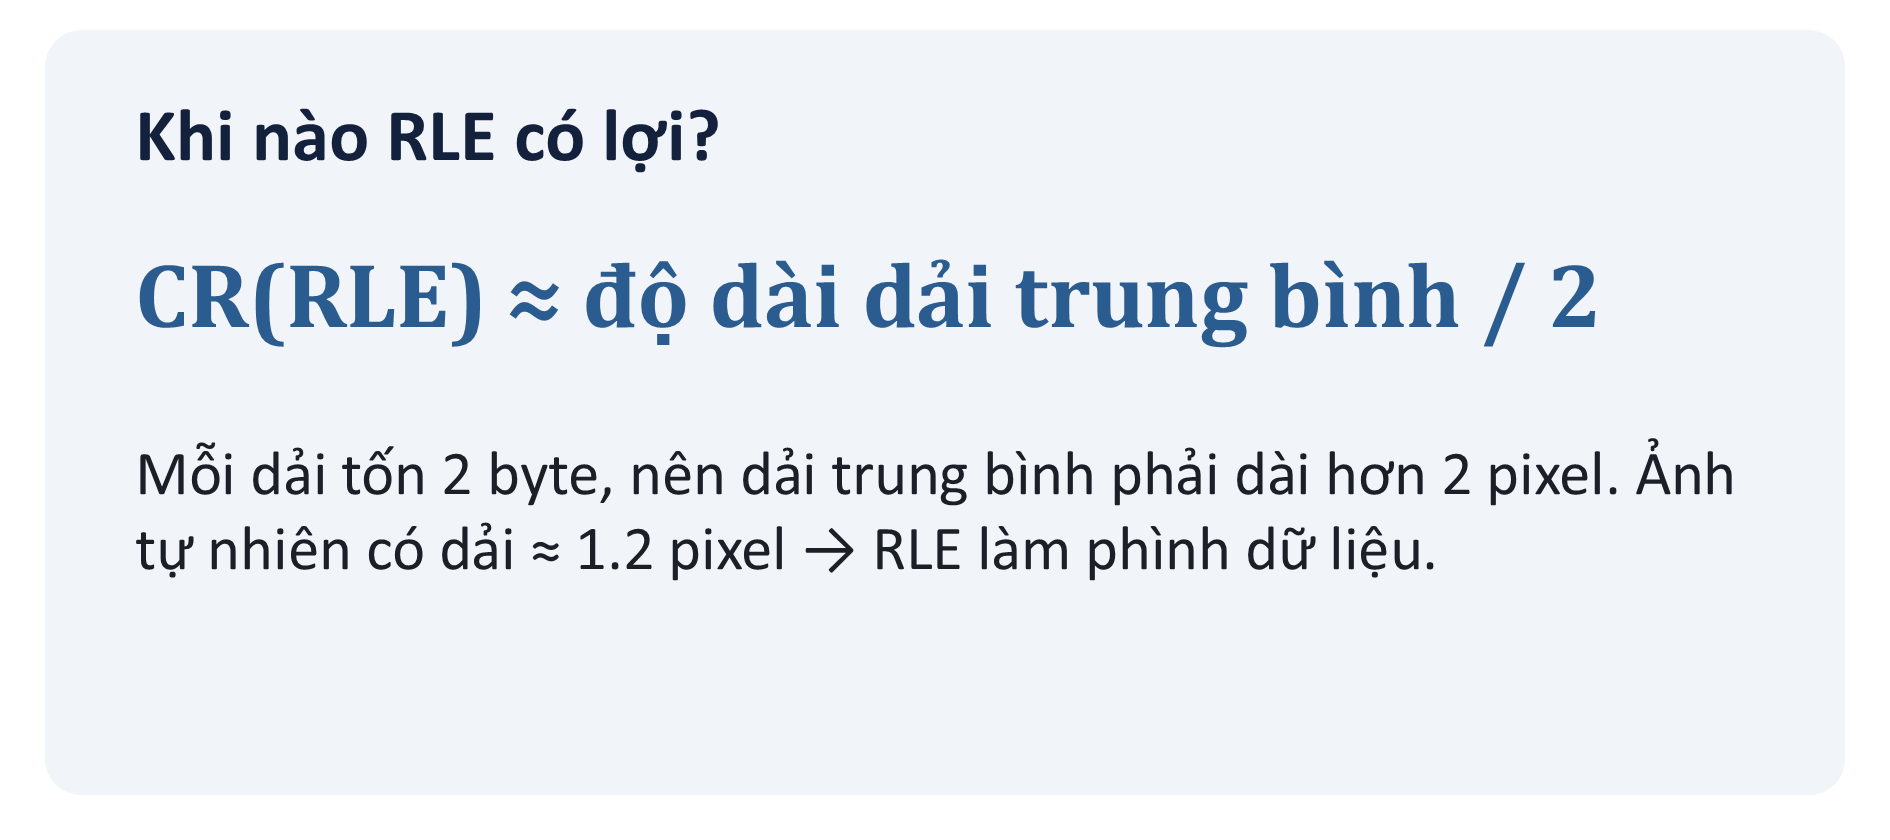 Khi nào RLE có lợi?
CR(RLE) ≈ độ dài dải trung bình / 2
Mỗi dải tốn 2 byte, nên dải trung bình phải dài hơn 2 pixel. Ảnh
tự nhiên có dải ≈ 1.2 pixel → RLE làm phình dữ liệu.